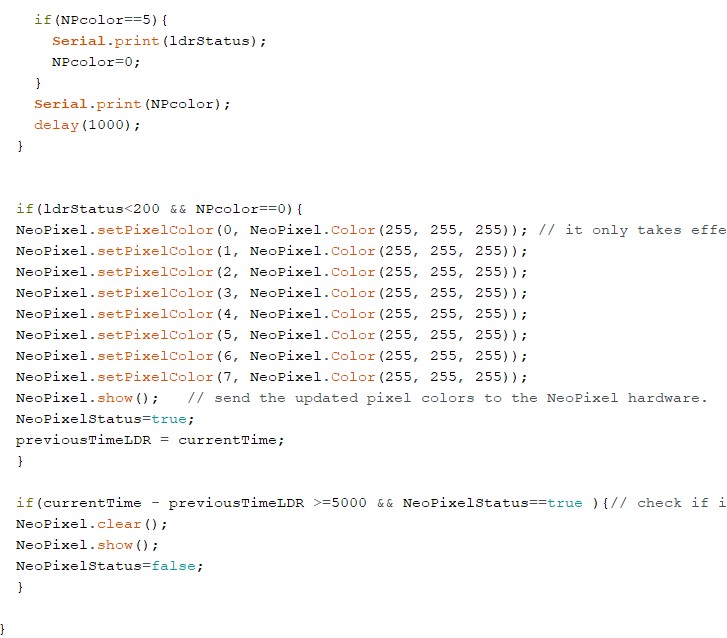 if(NPcolor==5){
Serial.print(ldrStatus);
NPcolor=0;
}
Serial.print(NPcolor);
delay(1000);
}
if(ldrStatus<200 && NPcolor==0){
NeoPixel.setPixelColor(0, NeoPixel.Color(255, 255, 255)); // it only takes effe
NeoPixel.setPixelColor(1, NeoPixel.Color(255, 255, 255));
NeoPixel.setPixelColor(2, NeoPixel.Color(255, 255, 255));
NeoPixel.setPixelColor(3, NeoPixel.Color(255, 255, 255));
NeoPixel.setPixelColor(4, NeoPixel.Color(255, 255, 255));
NeoPixel.setPixelColor(5, NeoPixel.Color(255, 255, 255));
NeoPixel.setPixelColor(6, NeoPixel.Color(255, 255, 255));
NeoPixel.setPixelColor(7, NeoPixel.Color(255, 255, 255));
NeoPixel.show();   // send the updated pixel colors to the NeoPixel hardware.
NeoPixelStatus=true;
previousTimeLDR = currentTime;
}
if(currentTime - previousTimeLDR >=5000 && NeoPixelStatus==true ){// check if i
NeoPixel.clear();
NeoPixel.show();
NeoPixelStatus=false;
}
}